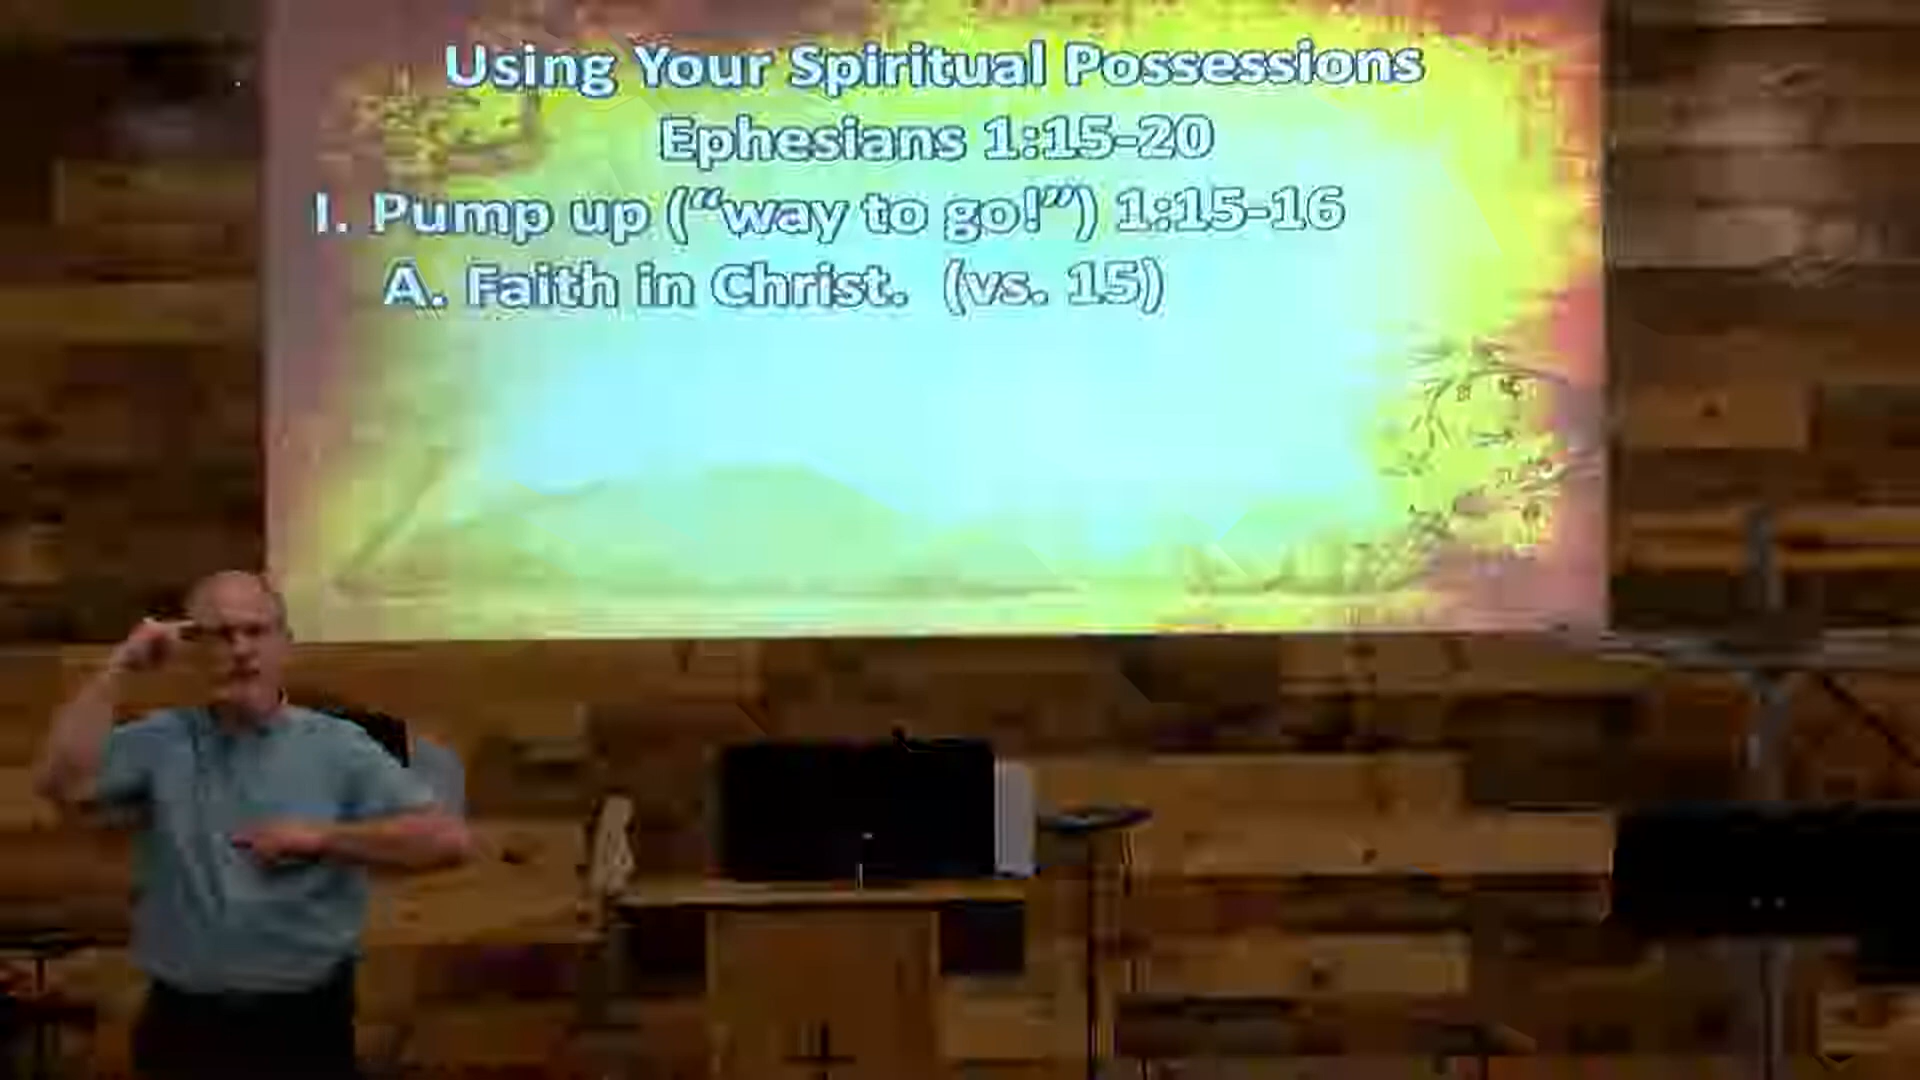 Using Your Spiritual Possessions
Ephesians 1:15-20
I. Pump up (“way to go!”) 1:15-16
A. Faith in Christ. (vs. 15)